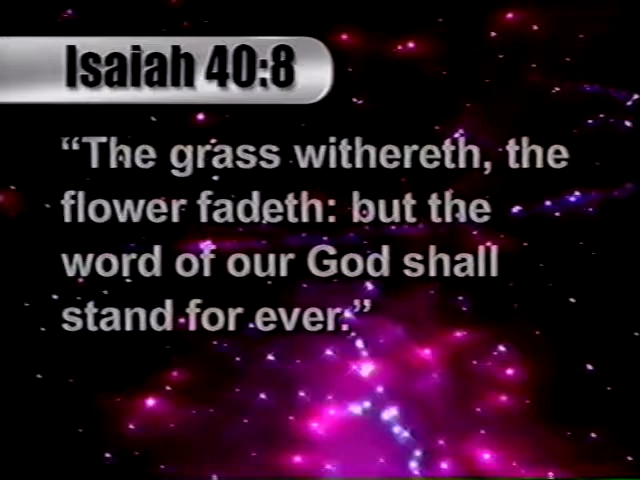 Isaiah 40:8
“The grass withereth, the
flower fadeth: but the
word of our God shall
stand for ever.”